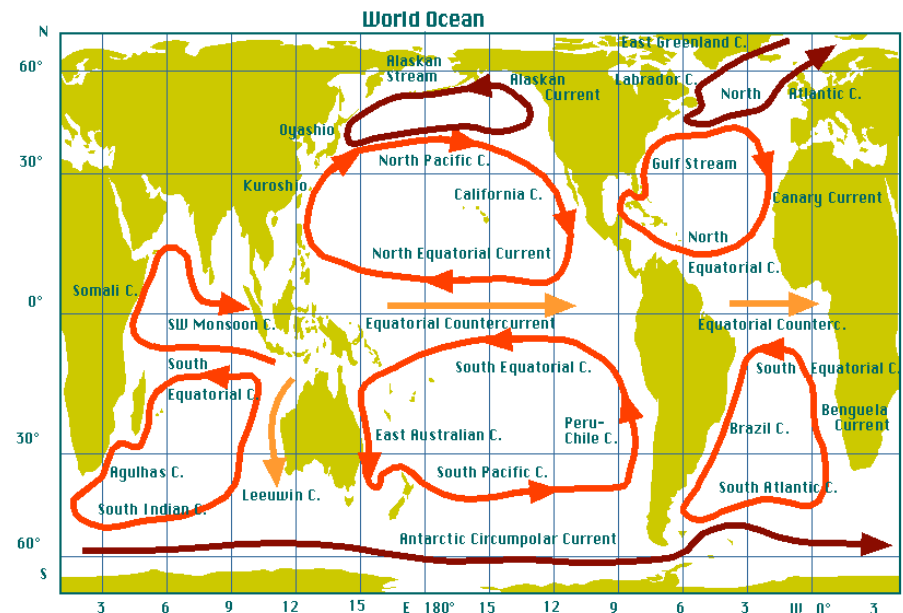 World Ocean
N
East Greenland C.
60°
Alaskan
Stream
Alaskan
Current
Labrador C.
North
Atlantic C.
Oyashio
30°
North Pacific C.
Gulf Stream
Kuroshio
California C.
Canary Current
North Equatorial Current
North
Equatorial C.
Somali C.
0°
SW Monsoon C.
Equatorial Countercurrent
Equatorial Counterc.
South
Equatorial C.
South Equatorial C.
South
Equatorial C.
Benguela
Current
Peru-
Chile C.
Brazil C.
30°
East Australian C.
Agulhas C.
South Pacific C.
South Atlantic C.
Leeuwin C.
South Indian C.
60°
Antarctic Circumpolar Current
S
3 6 9 12 15 E 180° 15 12 9 6 3 W 0° 3